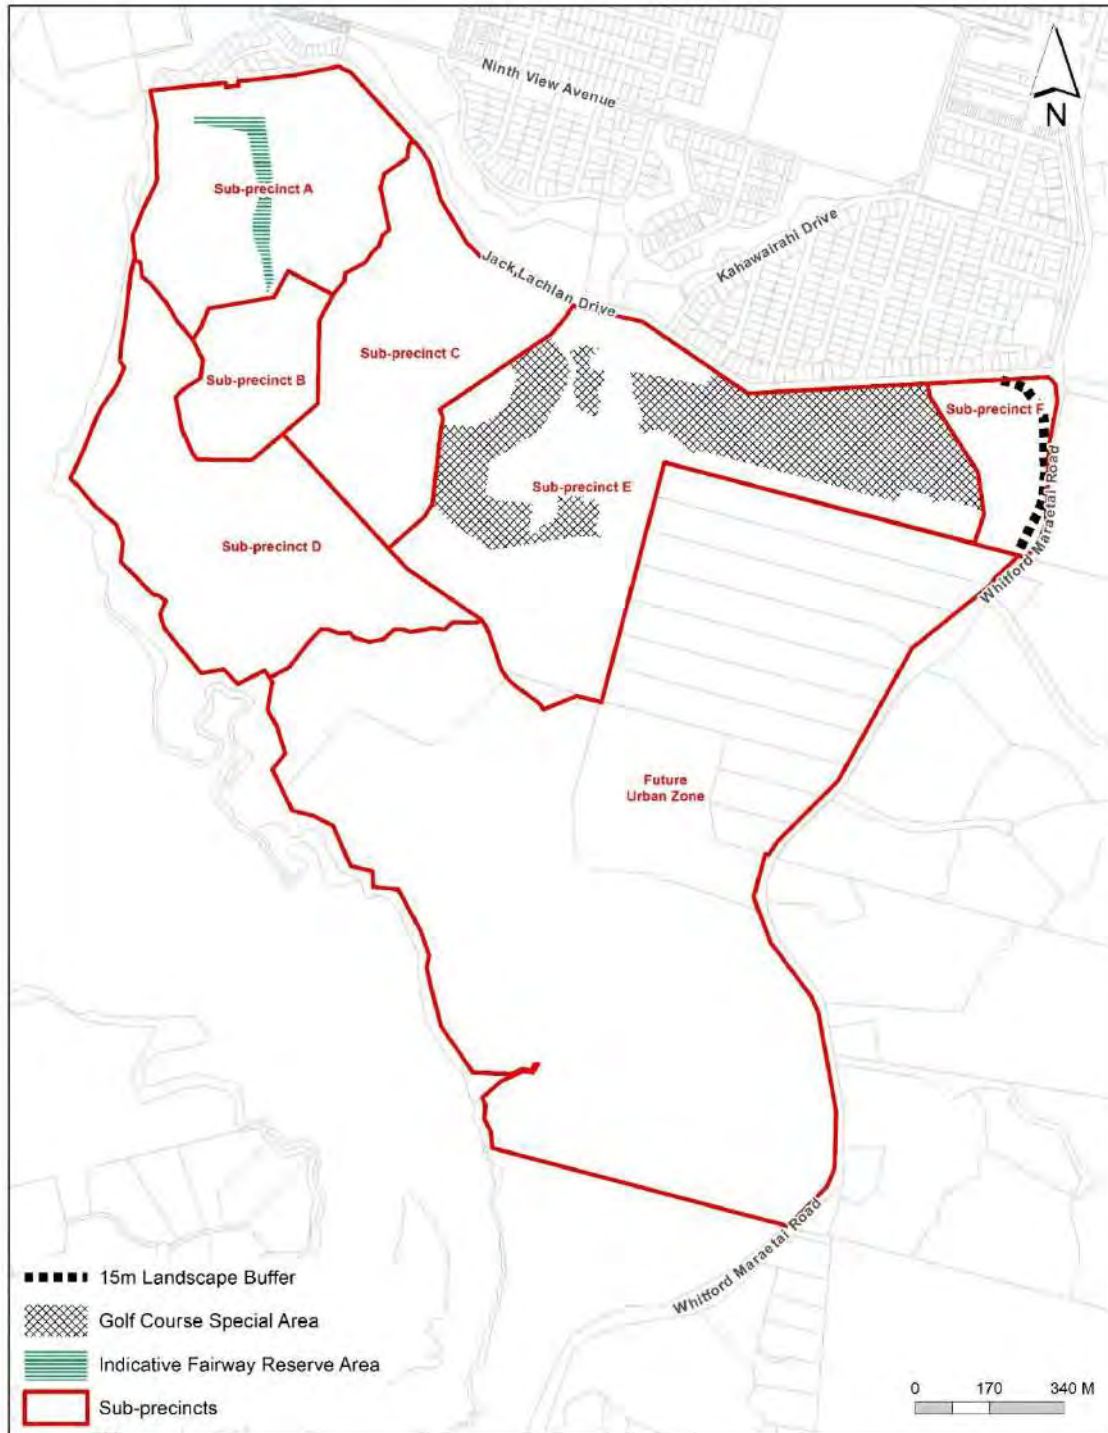 Ninth View Avenue
N
Sub-precinct A
Kahawairahi Drive
Jack Lachlan Drive
Sub-precinct C
Sub-precinct B
Sub-precinct F
Sub-precinct E
Whitford Maraetai Road
Sub-precinct D
Future
Urban Zone
Whitford Maraetai Road
15m Landscape Buffer
Golf Course Special Area
Indicative Fairway Reserve Area
Sub-precincts
0 170 340 M